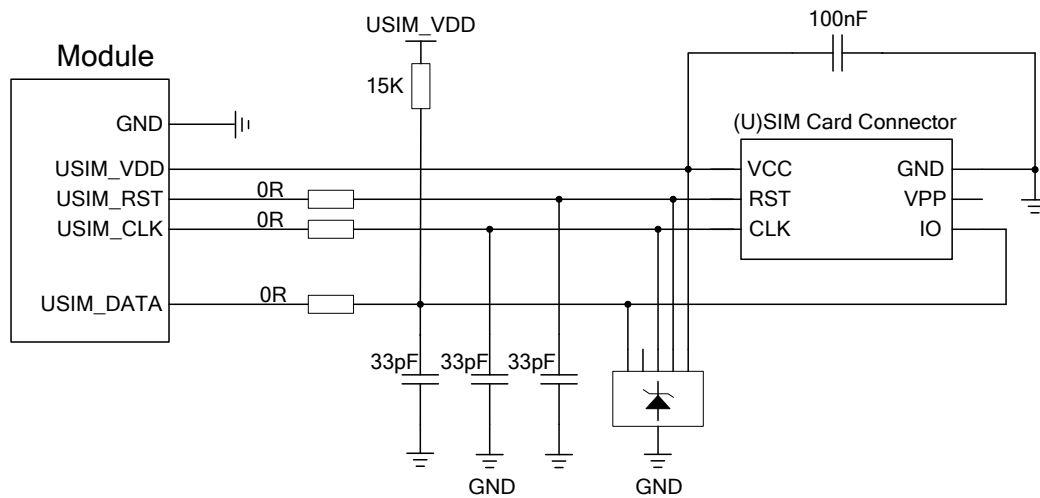 USIM_VDD
100nF
Module
15K
GND
(U)SIM Card Connector
USIM_VDD
VCC
GND
USIM_RST
0R
RST
VPP
USIM_CLK
0R
CLK
IO
USIM_DATA
0R
33pF
33pF
33pF
GND
GND